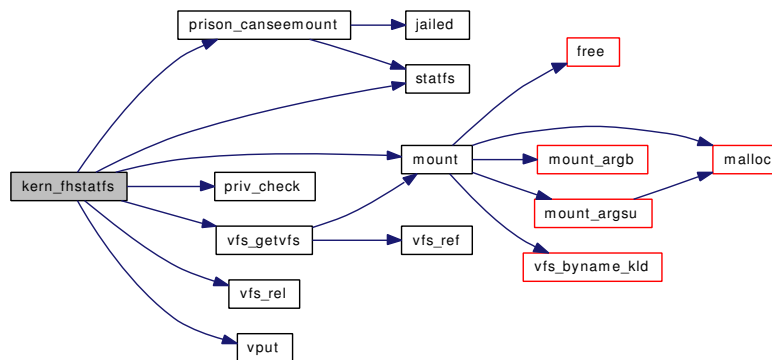 prison_canseemount
jailed
free
statfs
mount
mount_argb
malloc
kern_fhstatfs
priv_check
mount_argsu
vfs_getvfs
vfs_ref
vfs_byname_kld
vfs_rel
vput